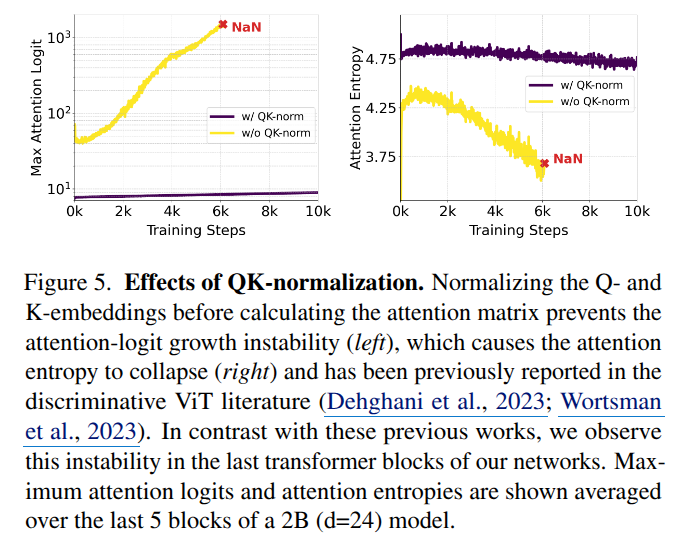 Max Attention Logit
10³
10²
10¹
NaN
w/ QK-norm
w/o QK-norm
0k 2k 4k 6k 8k 10k
Training Steps
Attention Entropy
4.75
4.25
3.75
w/ QK-norm
w/o QK-norm
NaN
0k 2k 4k 6k 8k 10k
Training Steps
Figure 5. Effects of QK-normalization. Normalizing the Q- and
K-embeddings before calculating the attention matrix prevents the
attention-logit growth instability (left), which causes the attention
entropy to collapse (right) and has been previously reported in the
discriminative ViT literature (Dehghani et al., 2023; Wortsman
et al., 2023). In contrast with these previous works, we observe
this instability in the last transformer blocks of our networks. Max-
imum attention logits and attention entropies are shown averaged
over the last 5 blocks of a 2B (d=24) model.